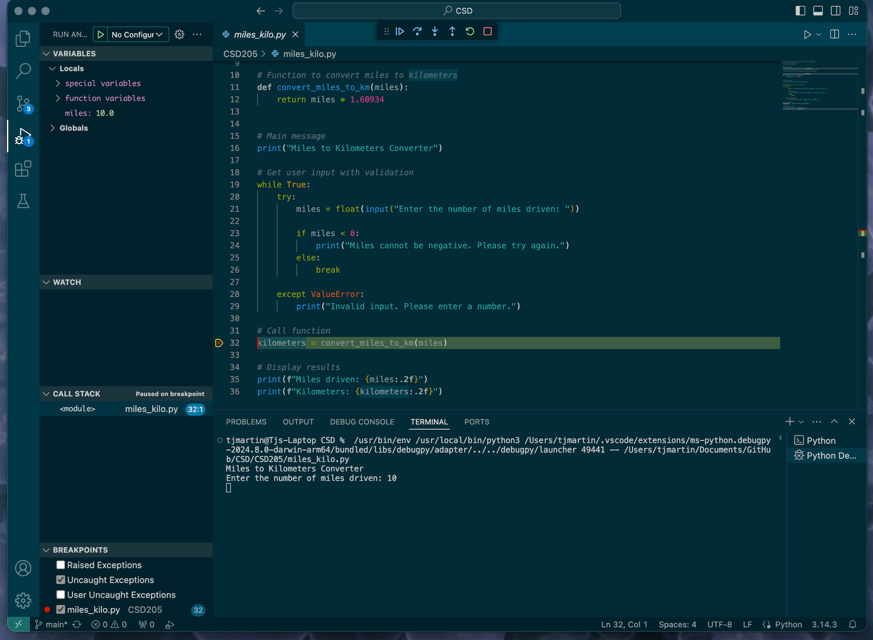 CSD
RUN AN...
No Configur
miles_kilo.py
CSD205 > miles_kilo.py
VARIABLES
Locals
special variables
function variables
miles: 10.0
Globals
WATCH
CALL STACK
Paused on breakpoint
<module>
miles_kilo.py
32:1
BREAKPOINTS
Raised Exceptions
Uncaught Exceptions
User Uncaught Exceptions
miles_kilo.py CSD205 32
3
1
9
10 # Function to convert miles to kilometers
11 def convert_miles_to_km(miles):
12 return miles * 1.60934
13
14
15 # Main message
16 print("Miles to Kilometers Converter")
17
18 # Get user input with validation
19 while True:
20 try:
21 miles = float(input("Enter the number of miles driven: "))
22
23 if miles < 0:
24 print("Miles cannot be negative. Please try again.")
25 else:
26 break
27
28 except ValueError:
29 print("Invalid input. Please enter a number.")
30
31 # Call function
32 kilometers = convert_miles_to_km(miles)
33
34 # Display results
35 print(f"Miles driven: {miles:.2f}")
36 print(f"Kilometers: {kilometers:.2f}")
PROBLEMS OUTPUT DEBUG CONSOLE TERMINAL PORTS
tjmartin@Tjs-Laptop CSD % /usr/bin/env /usr/local/bin/python3 /Users/tjmartin/.vscode/extensions/ms-python.debugpy
-2024.8.0-darwin-arm64/bundled/libs/debugpy/adapter/../../debugpy/launcher 49441 -- /Users/tjmartin/Documents/GitHu
b/CSD/CSD205/miles_kilo.py
Miles to Kilometers Converter
Enter the number of miles driven: 10
Python
Python De...
main* 0 0 0
Ln 32, Col 1 Spaces: 4 UTF-8 LF Python 3.14.3